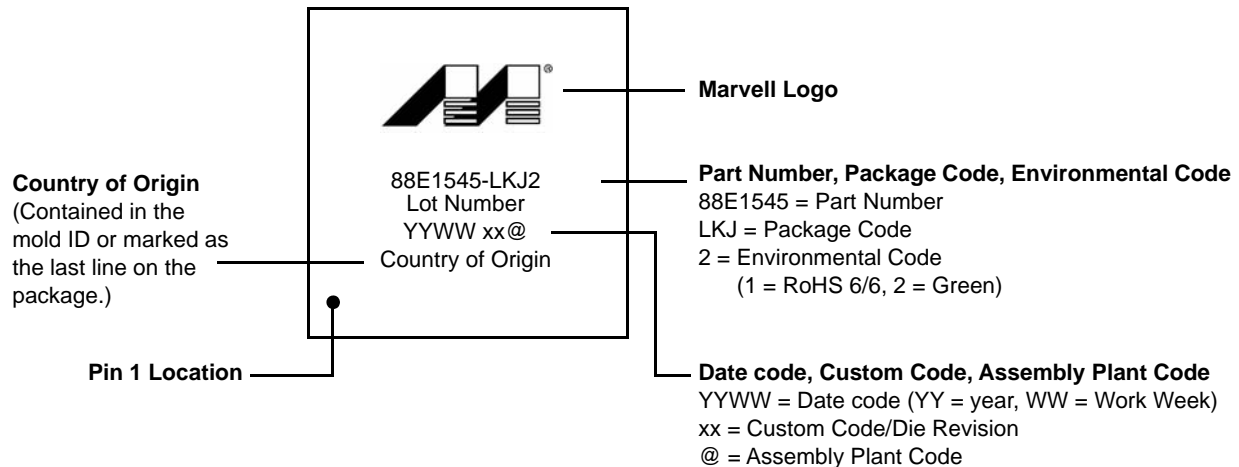 ®
Marvell Logo
88E1545-LKJ2
Lot Number
YYWW xx@
Country of Origin
Country of Origin
(Contained in the
mold ID or marked as
the last line on the
package.)
Pin 1 Location
Part Number, Package Code, Environmental Code
88E1545 = Part Number
LKJ = Package Code
2 = Environmental Code
(1 = RoHS 6/6, 2 = Green)
Date code, Custom Code, Assembly Plant Code
YYWW = Date code (YY = year, WW = Work Week)
xx = Custom Code/Die Revision
@ = Assembly Plant Code